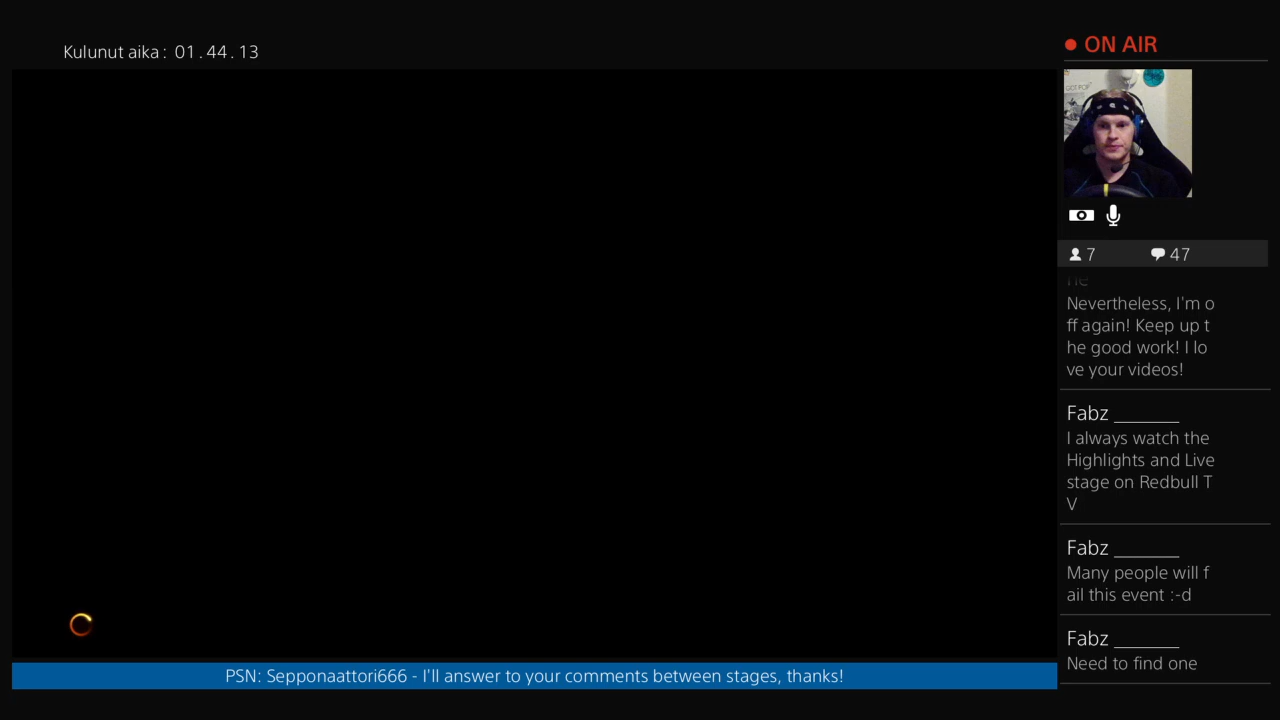 Kulunut aika : 01.44.13
ON AIR
GOT POP
7
47
Nevertheless, I'm o
ff again! Keep up t
he good work! I lo
ve your videos!
Fabz _______
I always watch the
Highlights and Live
stage on Redbull T
V
Fabz _______
Many people will f
ail this event :-d
Fabz _______
Need to find one
PSN: Sepponaattori666 - I'll answer to your comments between stages, thanks!